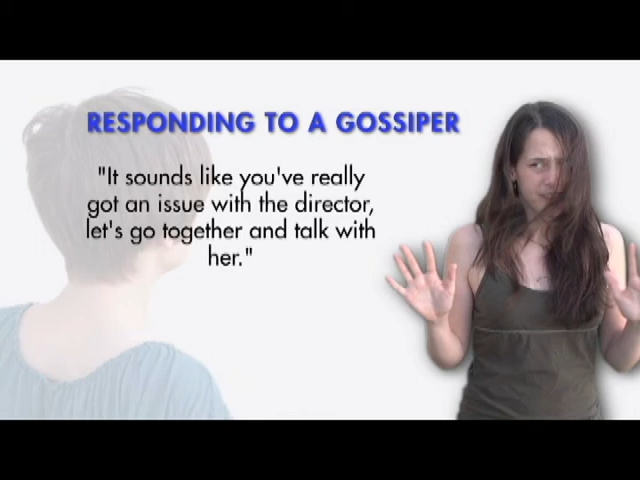 RESPONDING TO A GOSSIPER
"It sounds like you've really
got an issue with the director,
let's go together and talk with
her."